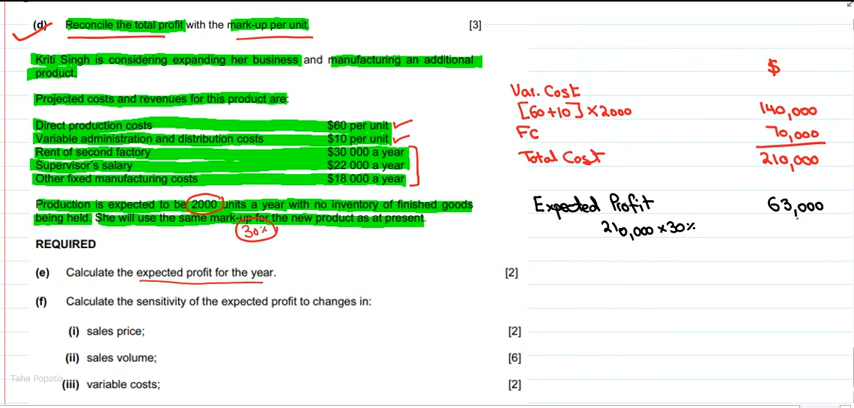 (d) Reconcile the total profit with the mark-up per unit. [3]
Kriti Singh is considering expanding her business and manufacturing an additional
product.
Projected costs and revenues for this product are:
Direct production costs $60 per unit
Variable administration and distribution costs $10 per unit
Rent of second factory $30 000 a year
Supervisor's salary $22 000 a year
Other fixed manufacturing costs $18 000 a year
Production is expected to be 2000 units a year with no inventory of finished goods
being held. She will use the same mark-up for the new product as at present.
30%
REQUIRED
(e) Calculate the expected profit for the year. [2]
(f) Calculate the sensitivity of the expected profit to changes in:
(i) sales price; [2]
(ii) sales volume; [6]
(iii) variable costs; [2]
Taha Popatia
$
Var. Cost
[60+10] × 2000 140,000
FC 70,000
Total Cost 210,000
Expected Profit 63,000
210,000 × 30%